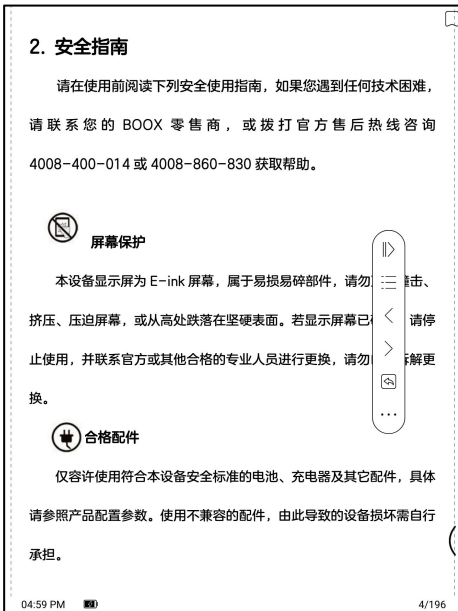 2. 安全指南
请在使用前阅读下列安全使用指南，如果您遇到任何技术困难，
请联系您的 BOOX 零售商，或拨打官方售后热线咨询
4008-400-014 或 4008-860-830 获取帮助。
屏幕保护
本设备显示屏为 E-ink 屏幕，属于易损易碎部件，请勿 击、
挤压、压迫屏幕，或从高处跌落在坚硬表面。若显示屏幕已 请停
止使用，并联系官方或其他合格的专业人员进行更换，请勿 拆解更
换。
合格配件
仅容许使用符合本设备安全标准的电池、充电器及其它配件，具体
请参照产品配置参数。使用不兼容的配件，由此导致的设备损坏需自行
承担。
04:59 PM 4/196